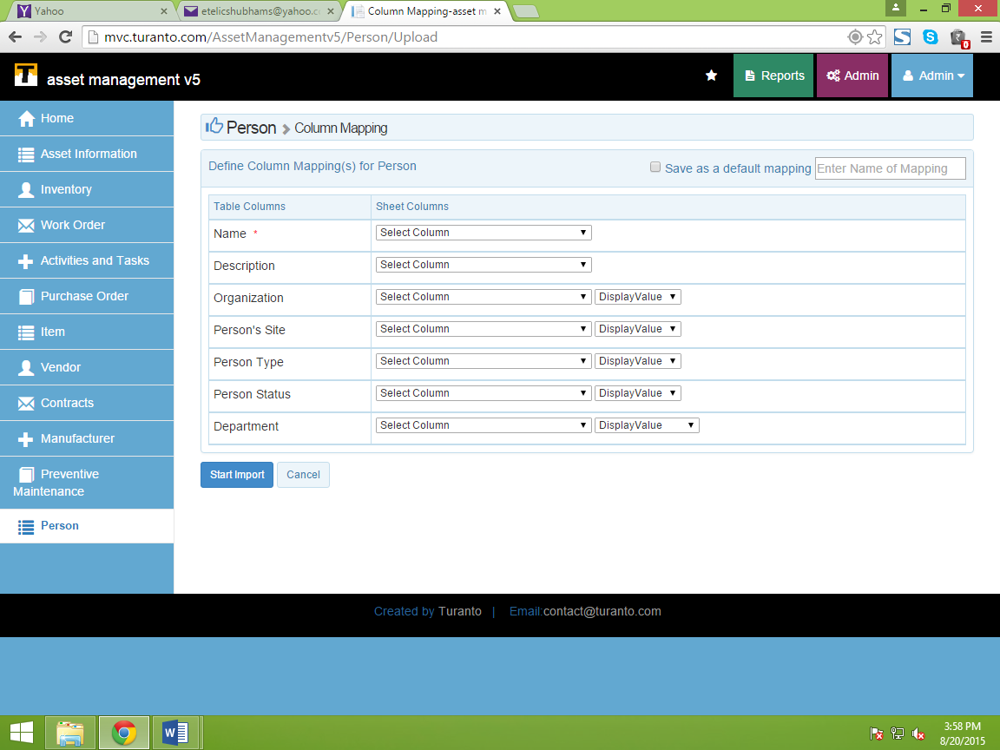 Yahoo
etelicshubhams@yahoo.c
Column Mapping-asset m
mvc.turanto.com/AssetManagementv5/Person/Upload
0
T asset management v5
Reports
Admin
Admin
Home
Asset Information
Inventory
Work Order
Activities and Tasks
Purchase Order
Item
Vendor
Contracts
Manufacturer
Preventive
Maintenance
Person
Person Column Mapping
Define Column Mapping(s) for Person
Save as a default mapping Enter Name of Mapping
Table Columns Sheet Columns
Name * Select Column
Description Select Column
Organization Select Column DisplayValue
Person's Site Select Column DisplayValue
Person Type Select Column DisplayValue
Person Status Select Column DisplayValue
Department Select Column DisplayValue
Start Import Cancel
Created by Turanto | Email:contact@turanto.com
3:58 PM
8/20/2015